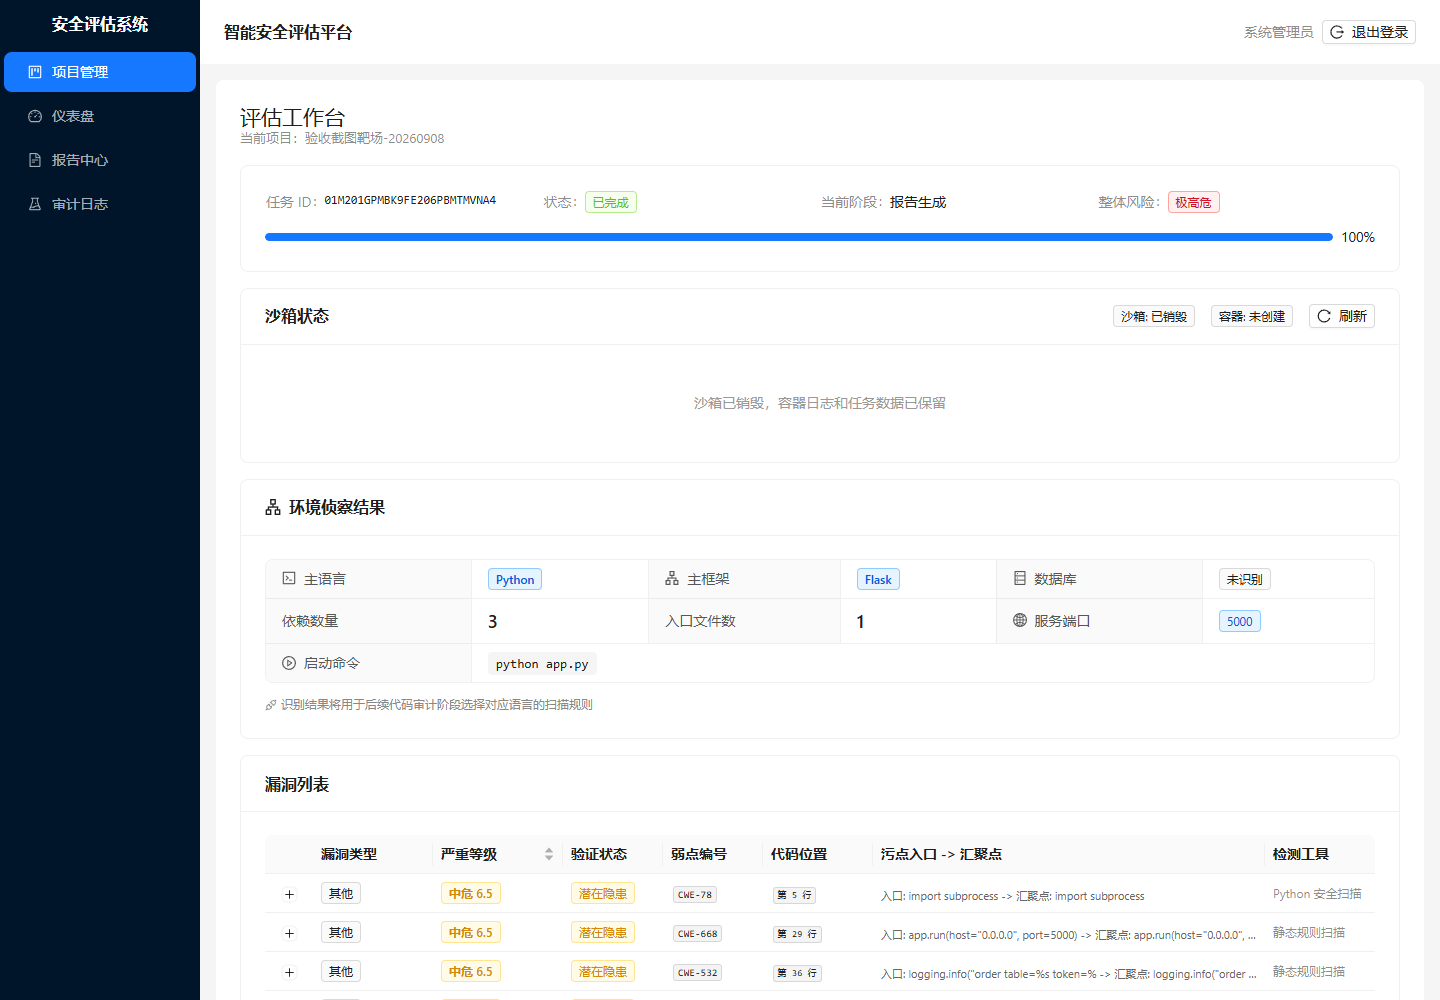 安全评估系统
项目管理
仪表盘
报告中心
审计日志
智能安全评估平台
系统管理员
退出登录
评估工作台
当前项目：验收截图靶场-20260908
任务 ID：01M201GPMBK9FE206PBMTMVNA4 状态：已完成 当前阶段：报告生成 整体风险：极高危
100%
沙箱状态
沙箱: 已销毁 容器: 未创建 刷新
沙箱已销毁，容器日志和任务数据已保留
环境侦察结果
主语言 Python 主框架 Flask 数据库 未识别
依赖数量 3 入口文件数 1 服务端口 5000
启动命令 python app.py
识别结果将用于后续代码审计阶段选择对应语言的扫描规则
漏洞列表
漏洞类型 严重等级 验证状态 弱点编号 代码位置 污点入口 -> 汇聚点 检测工具
其他 中危 6.5 潜在隐患 CWE-78 第 5 行 入口: import subprocess -> 汇聚点: import subprocess Python 安全扫描
其他 中危 6.5 潜在隐患 CWE-668 第 29 行 入口: app.run(host="0.0.0.0", port=5000) -> 汇聚点: app.run(host="0.0.0.0", ... 静态规则扫描
其他 中危 6.5 潜在隐患 CWE-532 第 36 行 入口: logging.info("order table=%s token=% -> 汇聚点: logging.info("order ... 静态规则扫描